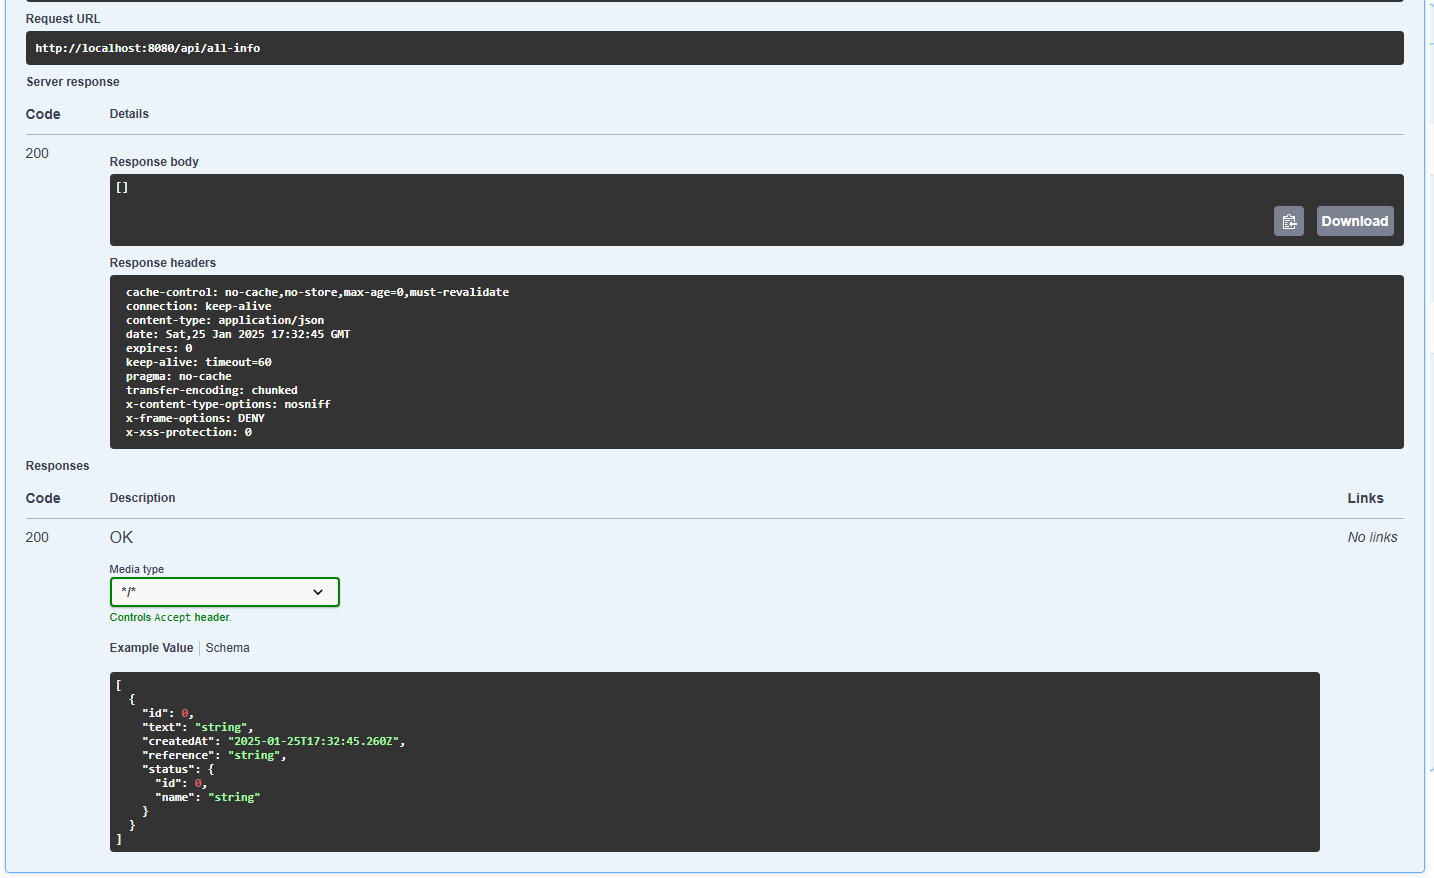 Request URL
http://localhost:8080/api/all-info
Server response
Code Details
200
Response body
[]
Download
Response headers
cache-control: no-cache,no-store,max-age=0,must-revalidate
connection: keep-alive
content-type: application/json
date: Sat,25 Jan 2025 17:32:45 GMT
expires: 0
keep-alive: timeout=60
pragma: no-cache
transfer-encoding: chunked
x-content-type-options: nosniff
x-frame-options: DENY
x-xss-protection: 0
Responses
Code Description Links
200 OK No links
Media type
*/*
Controls Accept header.
Example Value Schema
[
  {
    "id": 0,
    "text": "string",
    "createdAt": "2025-01-25T17:32:45.260Z",
    "reference": "string",
    "status": {
      "id": 0,
      "name": "string"
    }
  }
]